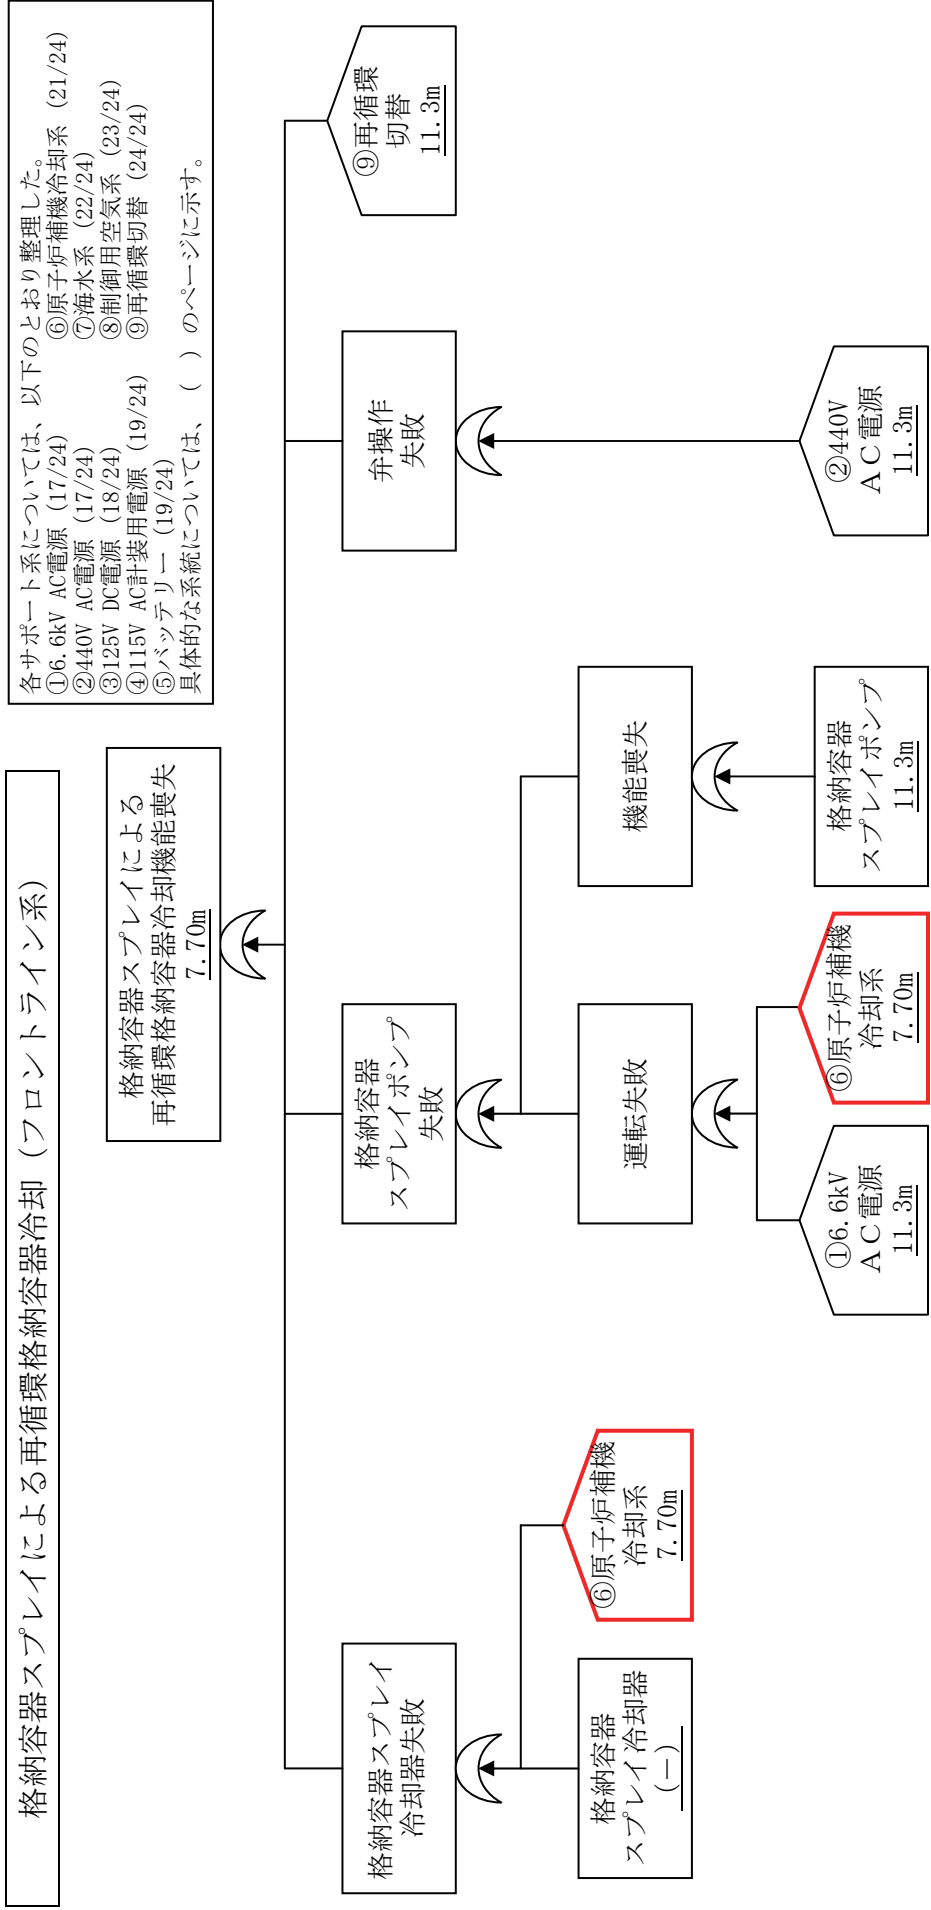 格納容器スプレイによる再循環格納容器冷却（フロントライン系）
各サポート系については、以下のとおり整理した。
①6.6kV AC電源（17/24）　⑥原子炉補機冷却系（21/24）
②440V AC電源（17/24）　⑦海水系（22/24）
③125V DC電源（18/24）　⑧制御用空気系（23/24）
④115V AC計装用電源（19/24）　⑨再循環切替（24/24）
⑤バッテリー（19/24）
具体的な系統については、（　）のページに示す。
格納容器スプレイによる
再循環格納容器冷却機能喪失
7.70m
格納容器スプレイ
冷却器失敗
格納容器
スプレイポンプ
失敗
弁操作
失敗
⑨再循環
切替
11.3m
格納容器
スプレイ冷却器
(－)
⑥原子炉補機
冷却系
7.70m
運転失敗
機能喪失
①6.6kV
ＡＣ電源
11.3m
⑥原子炉補機
冷却系
7.70m
格納容器
スプレイポンプ
11.3m
②440V
ＡＣ電源
11.3m